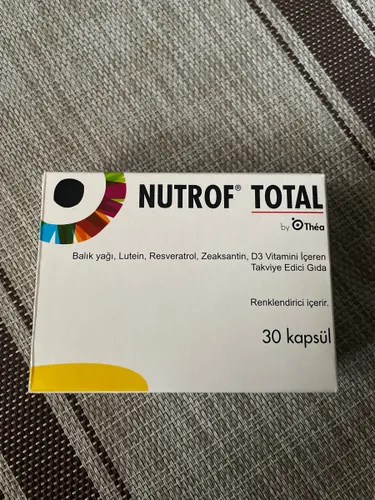 NUTROF® TOTAL
by Théa
Balık yağı, Lutein, Resveratrol, Zeaksantin, D3 Vitamini İçeren
Takviye Edici Gıda
Renklendirici içerir.
30 kapsül